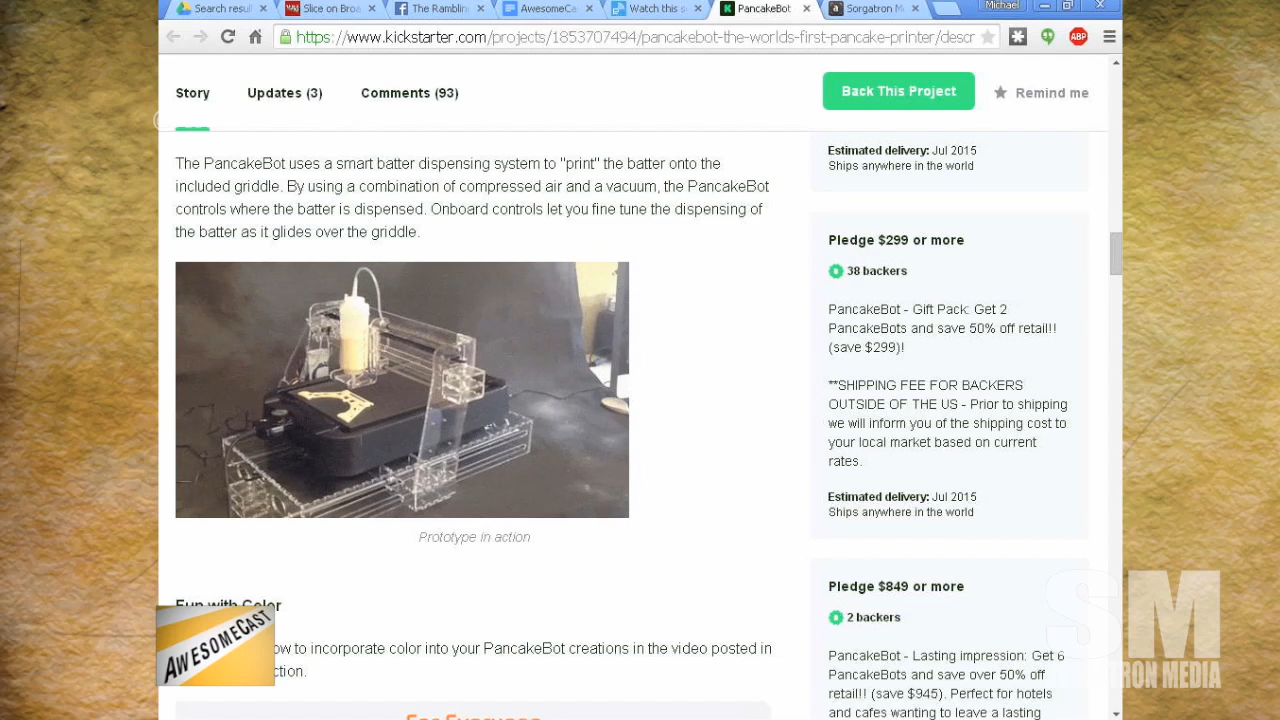 Search resul
Slice on Broa
The Rambling
AwesomeCa
Watch this s
PancakeBot
Sorgatron M
Michael
https://www.kickstarter.com/projects/1853707494/pancakebot-the-worlds-first-pancake-printer/descr
ABP
Story
Updates (3)
Comments (93)
Back This Project
Remind me
The PancakeBot uses a smart batter dispensing system to "print" the batter onto the
included griddle. By using a combination of compressed air and a vacuum, the PancakeBot
controls where the batter is dispensed. Onboard controls let you fine tune the dispensing of
the batter as it glides over the griddle.
Prototype in action
Fun with Color
ow to incorporate color into your PancakeBot creations in the video posted in
ction.
For Everyone
Estimated delivery: Jul 2015
Ships anywhere in the world
Pledge $299 or more
38 backers
PancakeBot - Gift Pack: Get 2
PancakeBots and save 50% off retail!!
(save $299)!
**SHIPPING FEE FOR BACKERS
OUTSIDE OF THE US - Prior to shipping
we will inform you of the shipping cost to
your local market based on current
rates.
Estimated delivery: Jul 2015
Ships anywhere in the world
Pledge $849 or more
2 backers
PancakeBot - Lasting impression: Get 6
PancakeBots and save over 50% off
retail!! (save $945). Perfect for hotels
and cafes wanting to leave a lasting
AWESOMECAST
SM
TRON MEDIA